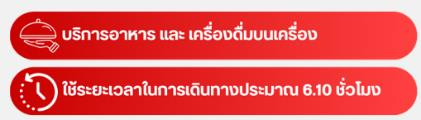 บริการอาหาร และ เครื่องดื่มบนเครื่อง
ใช้ระยะเวลาในการเดินทางประมาณ 6.10 ชั่วโมง